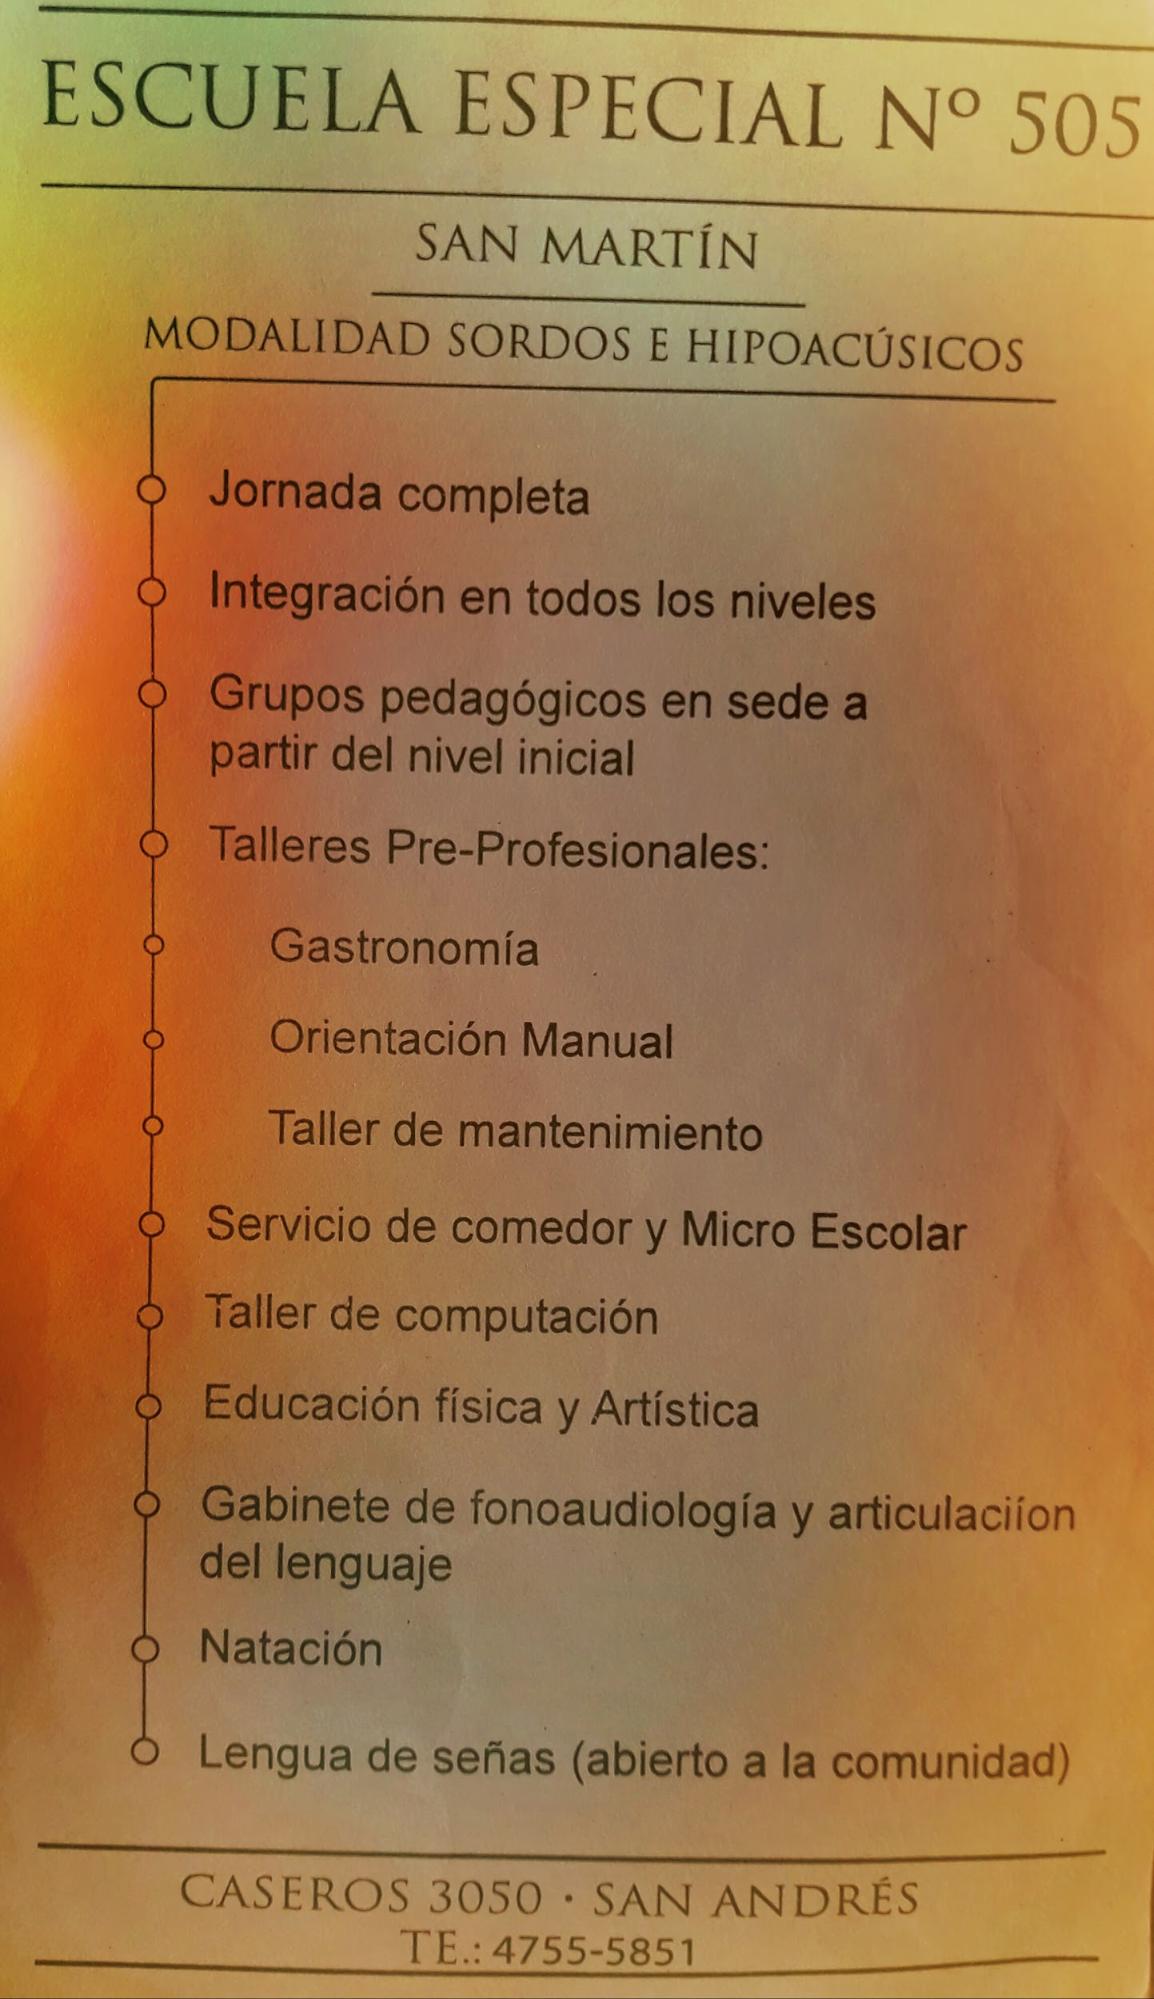 ESCUELA ESPECIAL Nº 505
SAN MARTÍN
MODALIDAD SORDOS E HIPOACÚSICOS
Jornada completa
Integración en todos los niveles
Grupos pedagógicos en sede a
partir del nivel inicial
Talleres Pre-Profesionales:
Gastronomía
Orientación Manual
Taller de mantenimiento
Servicio de comedor y Micro Escolar
Taller de computación
Educación física y Artística
Gabinete de fonoaudiología y articulaciíon
del lenguaje
Natación
Lengua de señas (abierto a la comunidad)
CASEROS 3050 · SAN ANDRÉS
TE.: 4755-5851